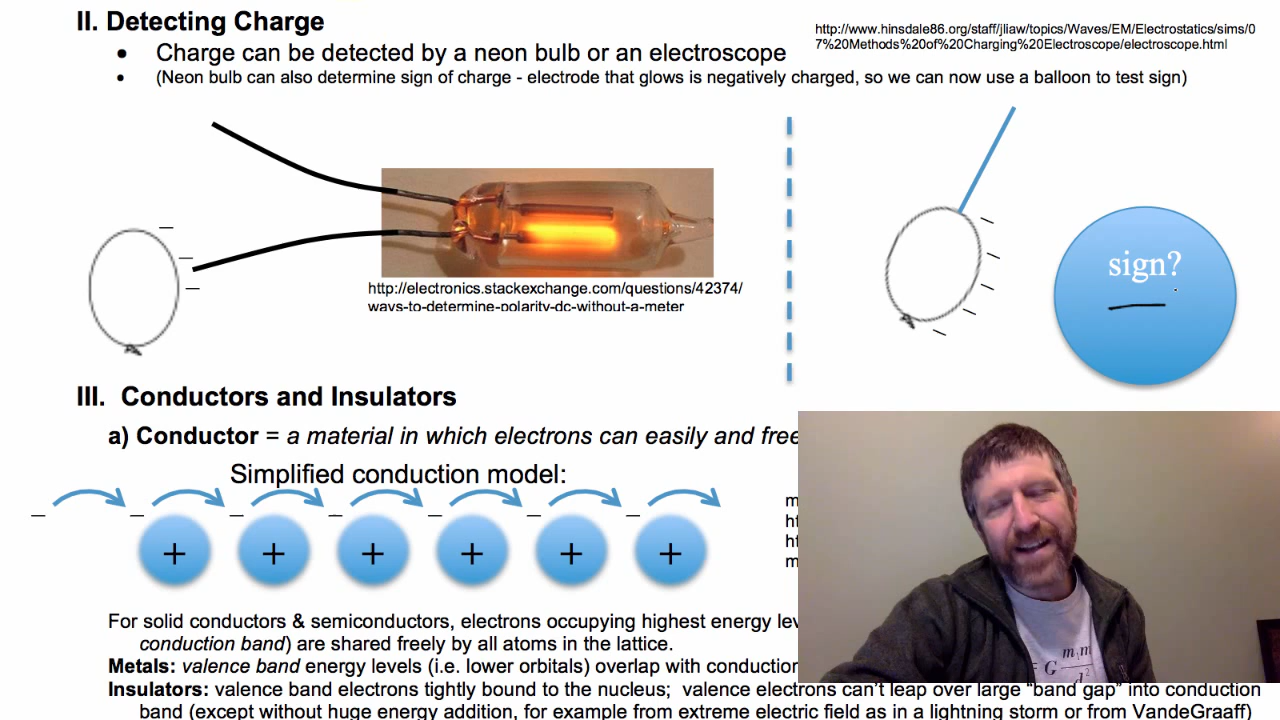 II. Detecting Charge
http://www.hinsdale86.org/staff/jliaw/topics/Waves/EM/Electrostatics/sims/0
7%20Methods%20of%20Charging%20Electroscope/electroscope.html
• Charge can be detected by a neon bulb or an electroscope
• (Neon bulb can also determine sign of charge - electrode that glows is negatively charged, so we can now use a balloon to test sign)
sign?
http://electronics.stackexchange.com/questions/42374/
ways-to-determine-polarity-dc-without-a-meter
III. Conductors and Insulators
a) Conductor = a material in which electrons can easily and free
Simplified conduction model:
− − − − − − −
+ + + + + +
For solid conductors & semiconductors, electrons occupying highest energy lev
conduction band) are shared freely by all atoms in the lattice.
Metals: valence band energy levels (i.e. lower orbitals) overlap with conduction
Insulators: valence band electrons tightly bound to the nucleus; valence electrons can't leap over large "band gap" into conduction
band (except without huge energy addition, for example from extreme electric field as in a lightning storm or from VandeGraaff)